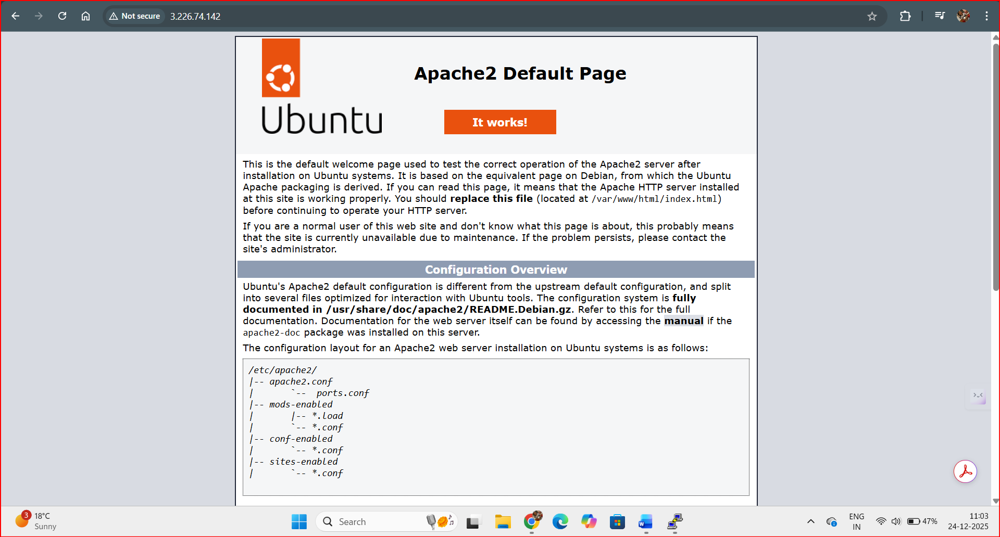 Not secure 3.226.74.142
Apache2 Default Page
Ubuntu
It works!
This is the default welcome page used to test the correct operation of the Apache2 server after
installation on Ubuntu systems. It is based on the equivalent page on Debian, from which the Ubuntu
Apache packaging is derived. If you can read this page, it means that the Apache HTTP server installed
at this site is working properly. You should replace this file (located at /var/www/html/index.html)
before continuing to operate your HTTP server.
If you are a normal user of this web site and don't know what this page is about, this probably means
that the site is currently unavailable due to maintenance. If the problem persists, please contact the
site's administrator.
Configuration Overview
Ubuntu's Apache2 default configuration is different from the upstream default configuration, and split
into several files optimized for interaction with Ubuntu tools. The configuration system is fully
documented in /usr/share/doc/apache2/README.Debian.gz. Refer to this for the full
documentation. Documentation for the web server itself can be found by accessing the manual if the
apache2-doc package was installed on this server.
The configuration layout for an Apache2 web server installation on Ubuntu systems is as follows:
/etc/apache2/
|-- apache2.conf
|       `--  ports.conf
|-- mods-enabled
|       |-- *.load
|       `-- *.conf
|-- conf-enabled
|       `-- *.conf
|-- sites-enabled
|       `-- *.conf
3
18°C
Sunny
Search
W
ENG
IN
47%
11:03
24-12-2025